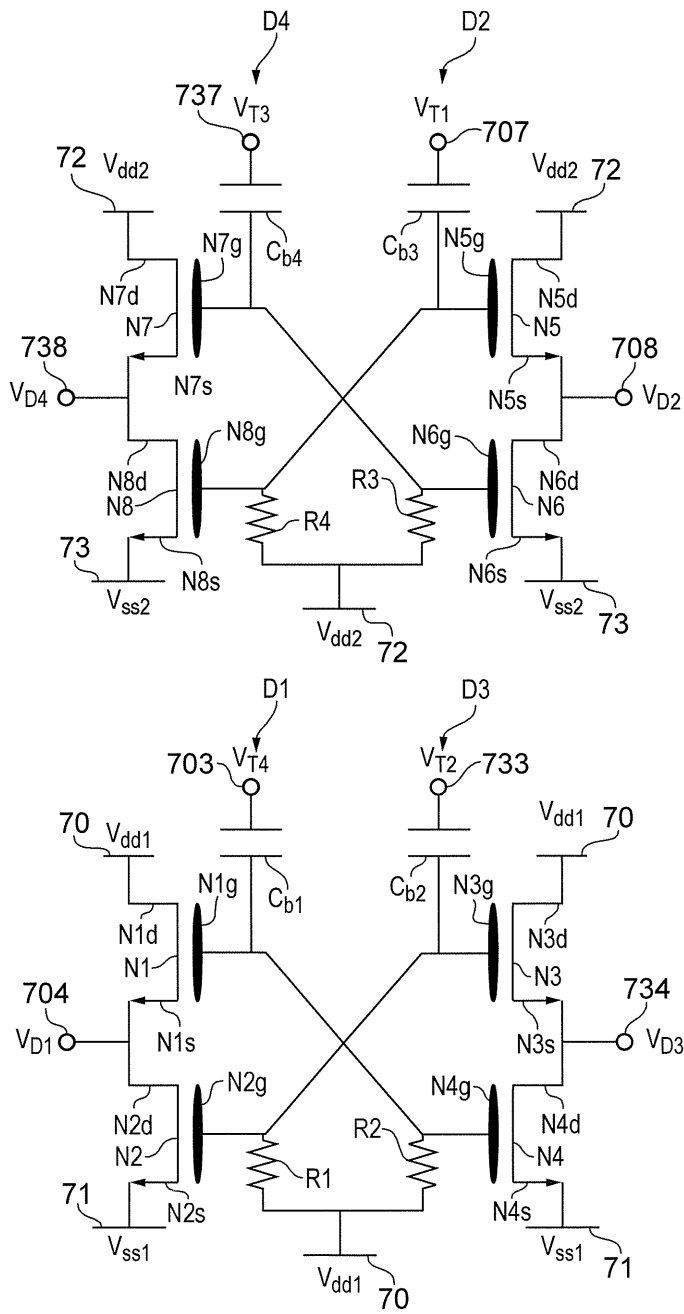 D4 D2
737 VT3 VT1 707
72 Vdd2 Vdd2 72
Cb4 Cb3
N7g N5g
N7d N5d
N7 N5
738 N7s N5s 708
VD4 VD2
N8g N6g
N8d R3 N6d
N8 R4 N6
73 N8s N6s
Vss2 Vss2 73
Vdd2 72
D1 D3
703 VT4 VT2 733
70 Vdd1 Vdd1 70
Cb1 Cb2
N1g N3g
N1d N3d
N1 N3
704 N1s N3s 734
VD1 VD3
N2g N4g
N2d R2 N4d
N2 R1 N4
71 N2s N4s
Vss1 Vss1 71
Vdd1 70